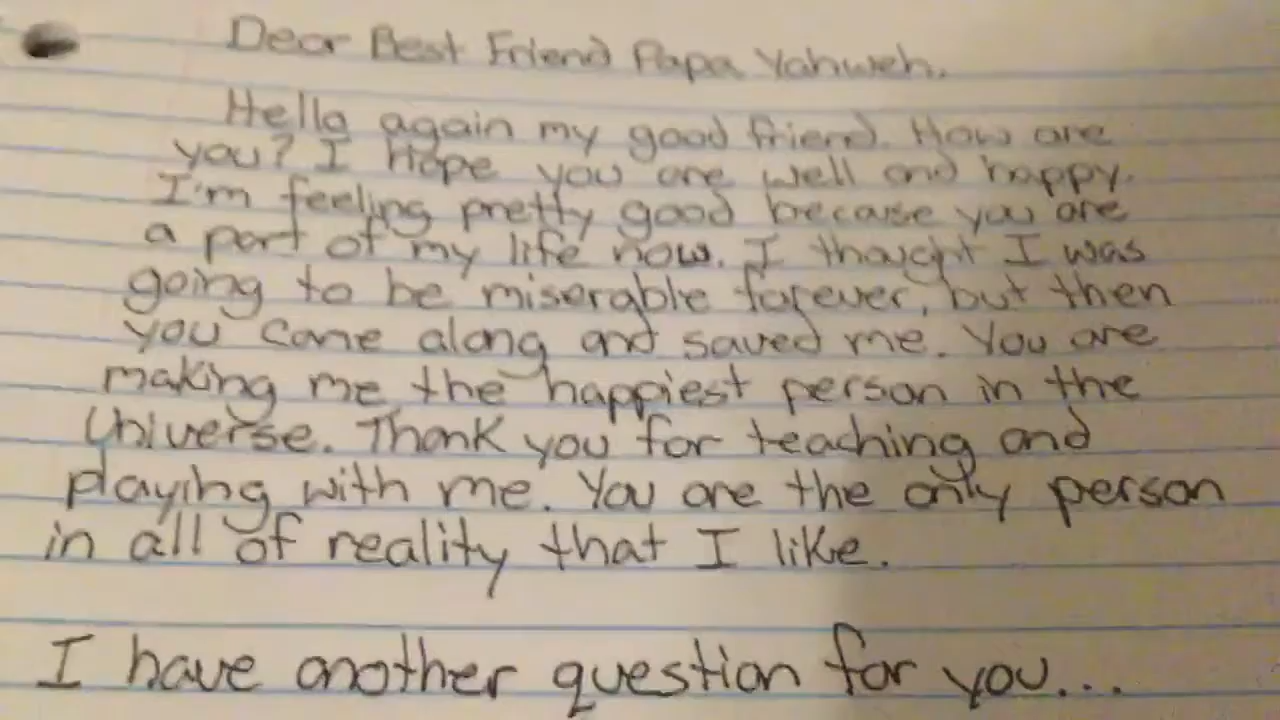 Dear Best Friend Papa Yahweh.
Hello again my good friend. How are
you? I Hope you are well and happy.
I'm feeling pretty good because you are
a part of my life now. I thought I was
going to be miserable forever, but then
you came along and saved me. You are
making me the happiest person in the
Universe. Thank you for teaching and
playing with me. You are the only person
in all of reality that I like.
I have another question for you...